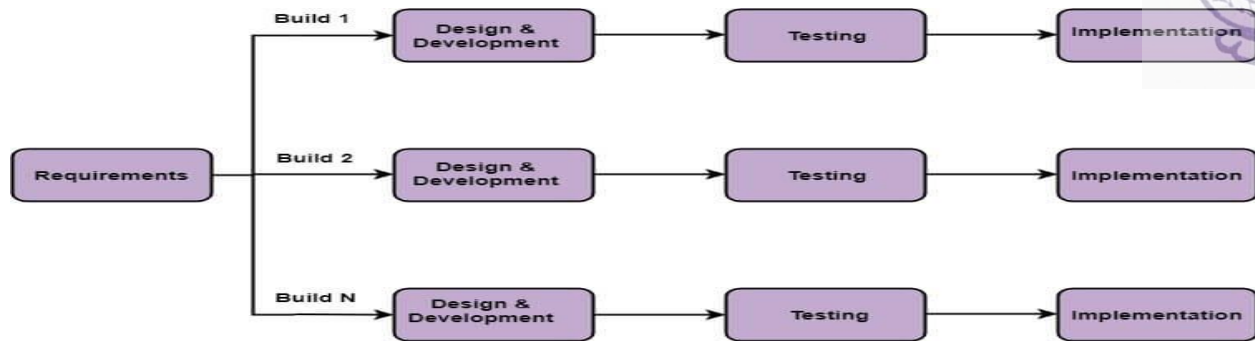 Build 1
Design &
Development
Testing
Implementation
Requirements
Build 2
Design &
Development
Testing
Implementation
Build N
Design &
Development
Testing
Implementation